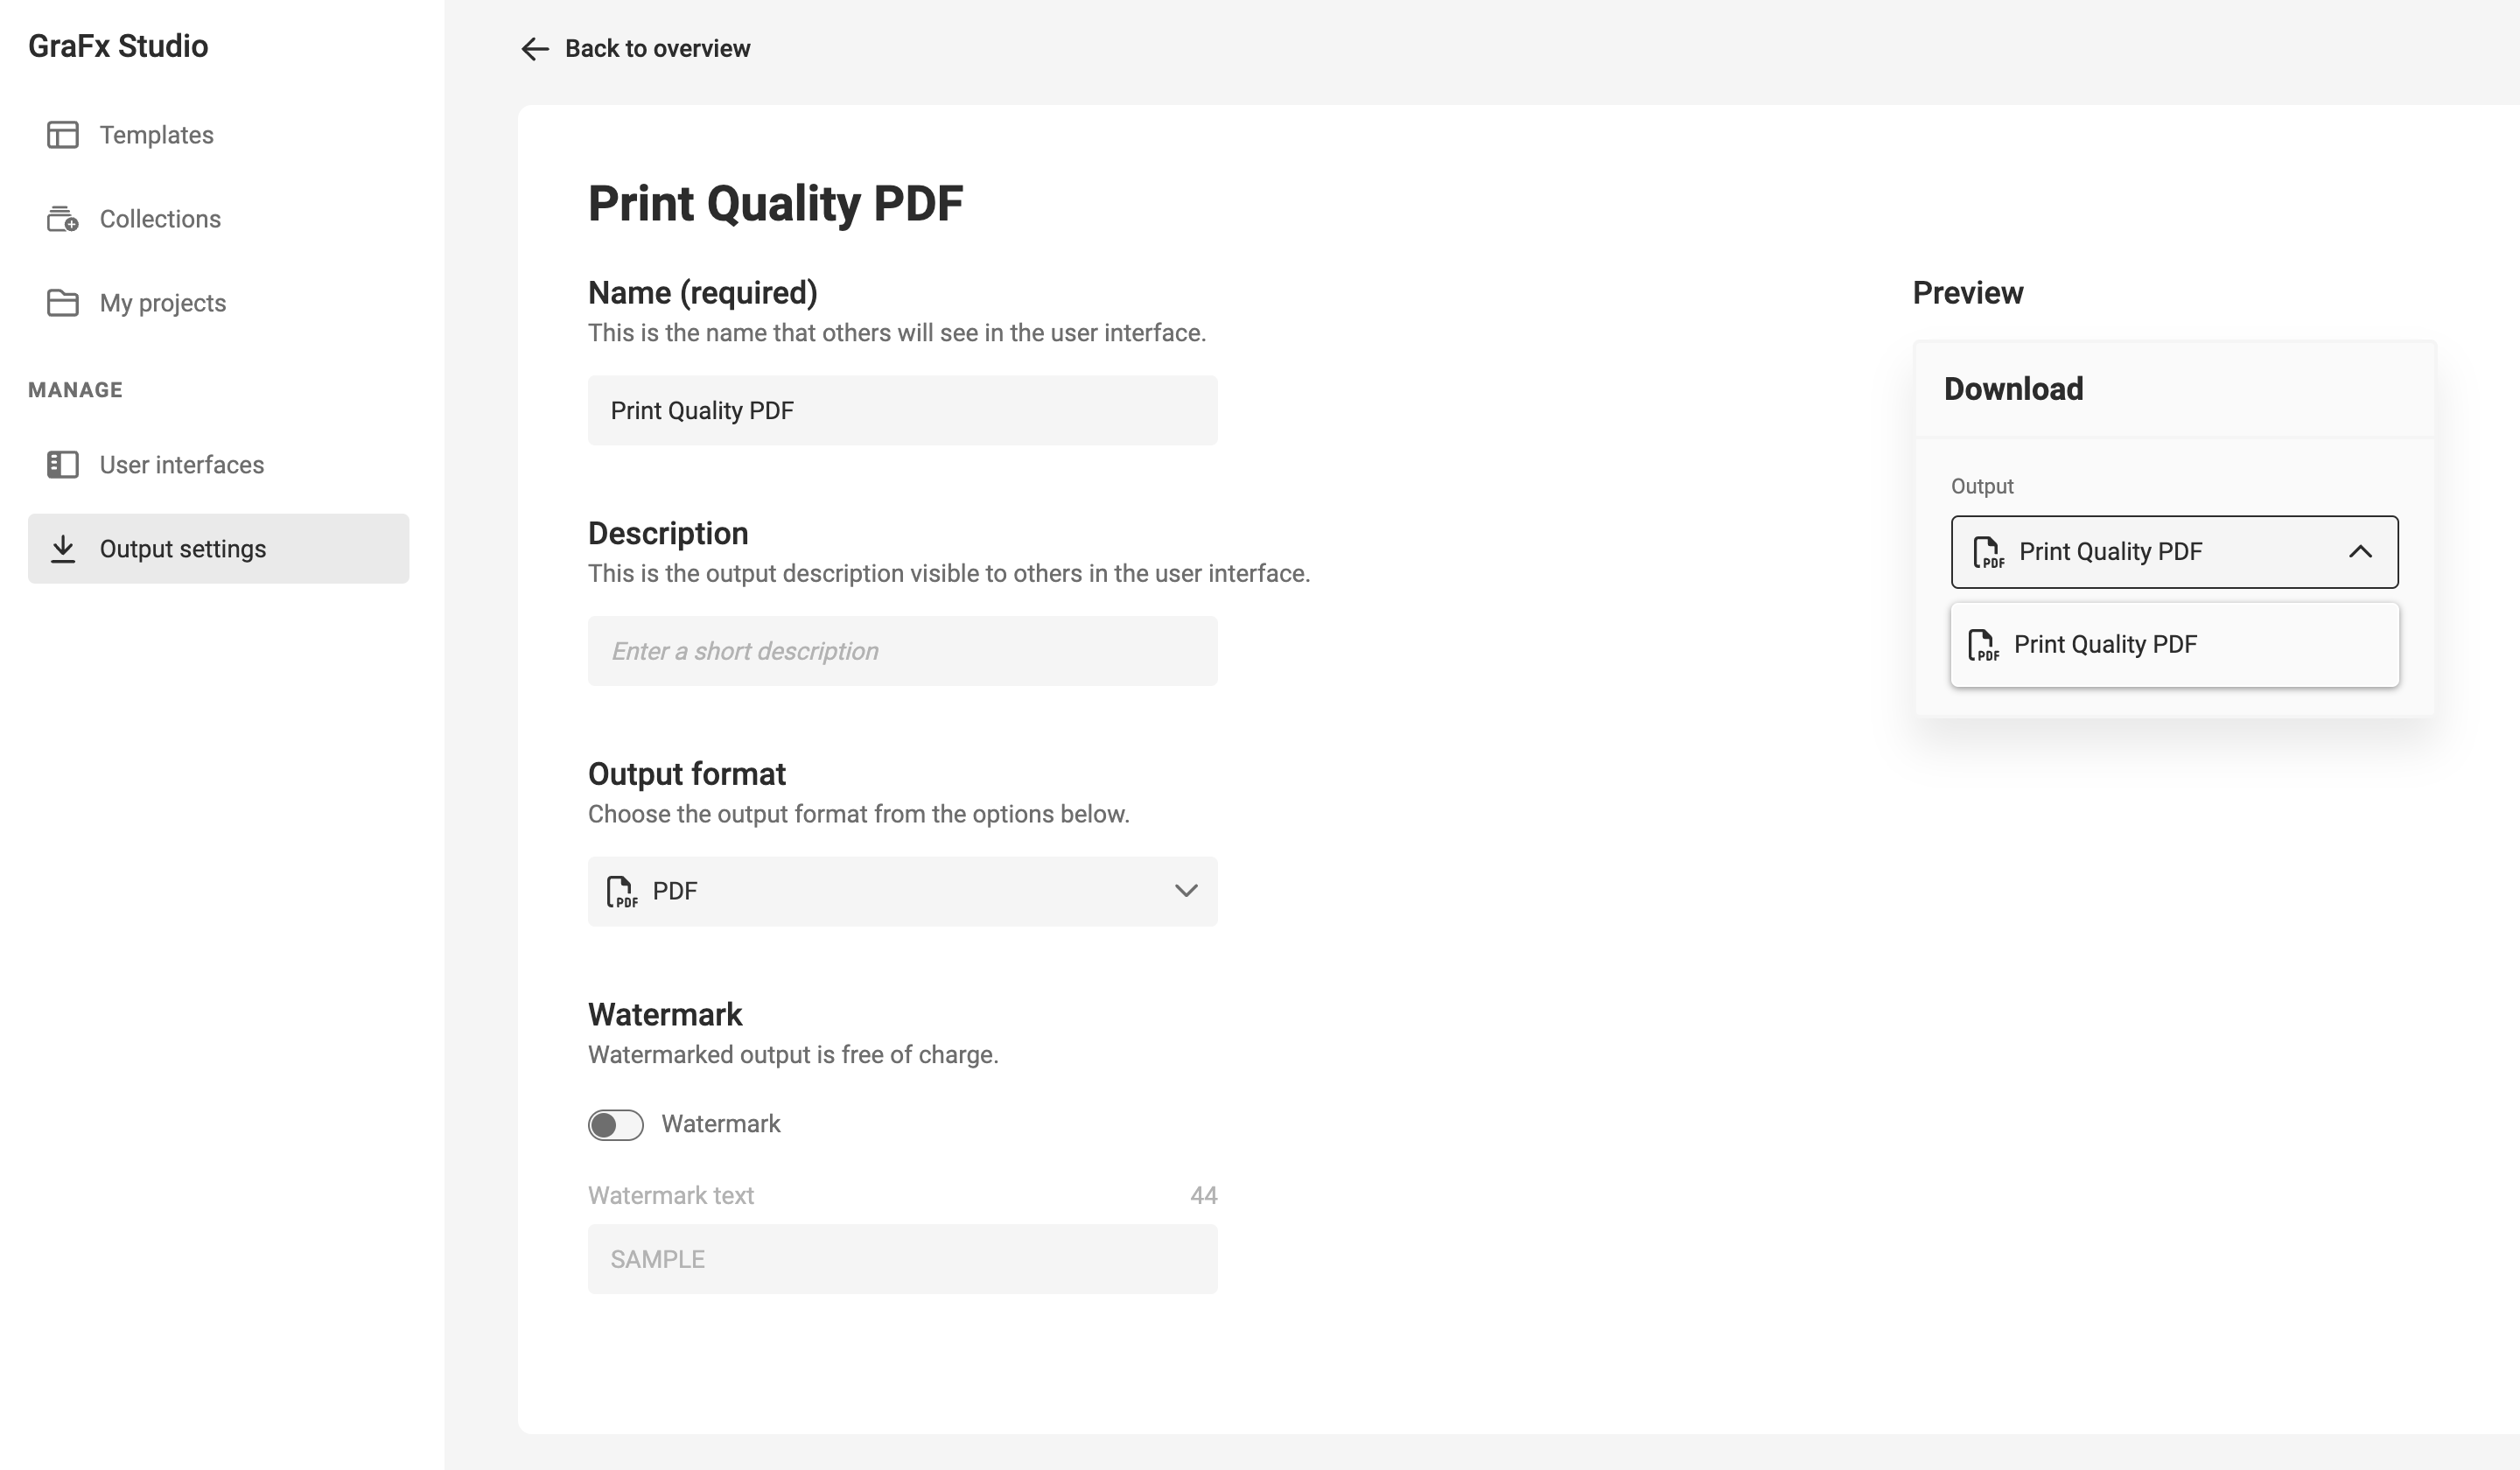 GraFx Studio
Templates
Collections
My projects
MANAGE
User interfaces
Output settings
Back to overview
Print Quality PDF
Name (required)
This is the name that others will see in the user interface.
Print Quality PDF
Description
This is the output description visible to others in the user interface.
Enter a short description
Output format
Choose the output format from the options below.
PDF PDF
Watermark
Watermarked output is free of charge.
Watermark
Watermark text 44
SAMPLE
Preview
Download
Output
PDF Print Quality PDF
PDF Print Quality PDF